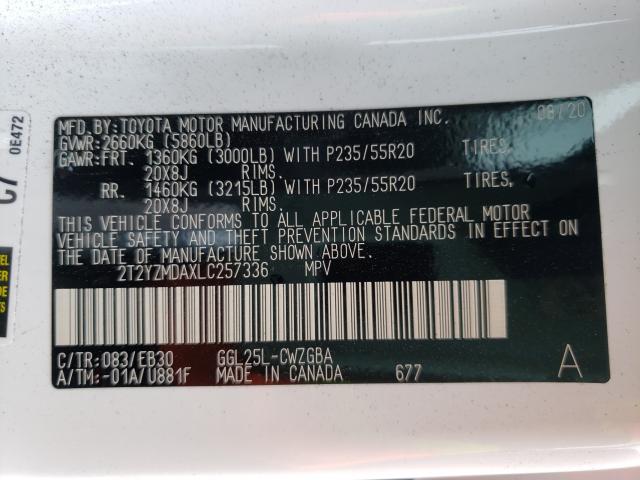 MFD.BY:TOYOTA MOTOR MANUFACTURING CANADA INC. 08/20
GVWR:2660KG (5860LB)
GAWR:FRT. 1360KG (3000LB) WITH P235/55R20 TIRES,
20X8J RIMS.
RR. 1460KG (3215LB) WITH P235/55R20 TIRES,
20X8J RIMS.
THIS VEHICLE CONFORMS TO ALL APPLICABLE FEDERAL MOTOR
VEHICLE SAFETY AND THEFT PREVENTION STANDARDS IN EFFECT ON
THE DATE OF MANUFACTURE SHOWN ABOVE.
2T2YZMDAXLC257336 MPV
C/TR:083/EB30 GGL25L-CWZGBA A
A/TM:-01A/U881F MADE IN CANADA 677
0E472
C7